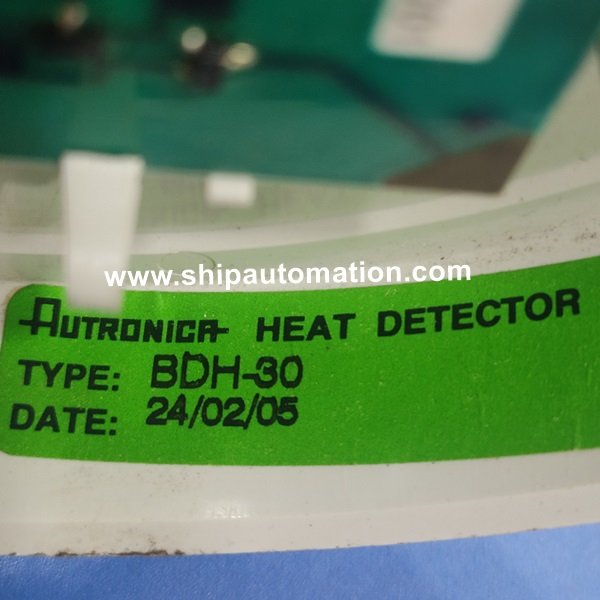 www.shipautomation.com
AUTRONICA HEAT DETECTOR
TYPE: BDH-30
DATE: 24/02/05